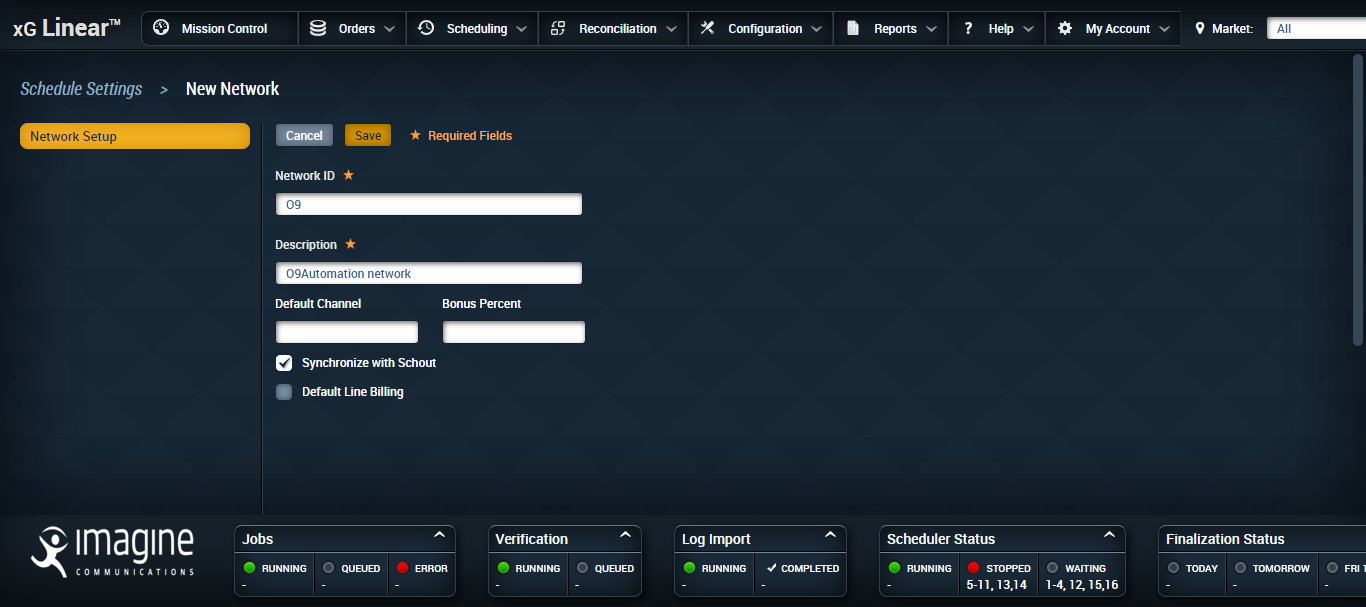 xG Linear™ Mission Control Orders Scheduling Reconciliation Configuration Reports ? Help My Account Market: All
Schedule Settings > New Network
Network Setup
Cancel Save ★ Required Fields
Network ID ★
O9
Description ★
O9Automation network
Default Channel Bonus Percent
Synchronize with Schout
Default Line Billing
imagine
COMMUNICATIONS
Jobs
RUNNING QUEUED ERROR
- - -
Verification
RUNNING QUEUED
- -
Log Import
RUNNING COMPLETED
- -
Scheduler Status
RUNNING STOPPED WAITING
- 5-11, 13,14 1-4, 12, 15,16
Finalization Status
TODAY TOMORROW FRI
- - -